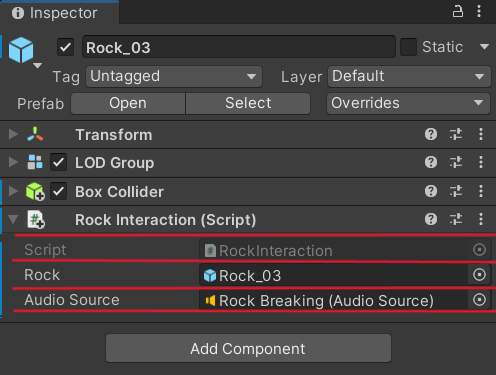 Inspector
Rock_03 Static
Tag Untagged Layer Default
Prefab Open Select Overrides
Transform
LOD Group
Box Collider
Rock Interaction (Script)
Script RockInteraction
Rock Rock_03
Audio Source Rock Breaking (Audio Source)
Add Component